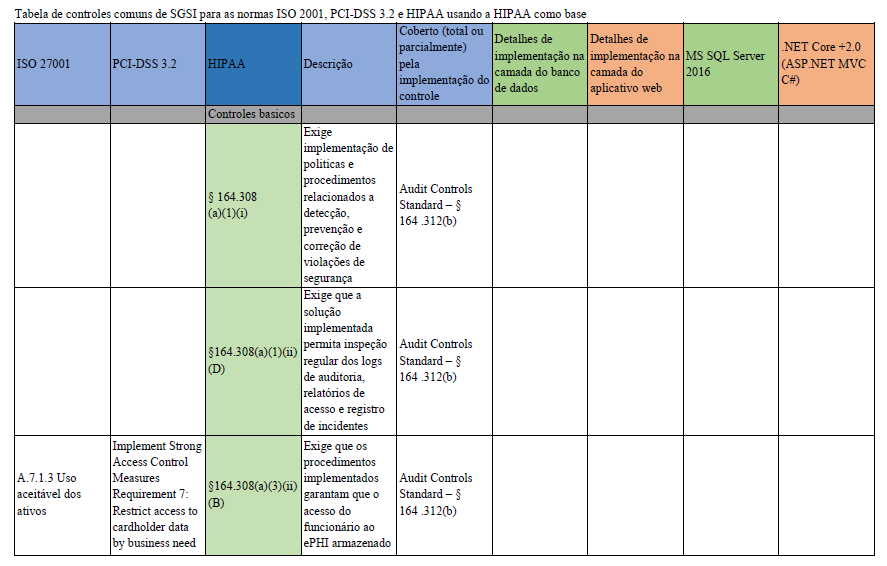 Tabela de controles comuns de SGSI para as normas ISO 2001, PCI-DSS 3.2 e HIPAA usando a HIPAA como base
ISO 27001
PCI-DSS 3.2
HIPAA
Descrição
Coberto (total ou
parcialmente)
pela
implementação do
controle
Detalhes de
implementação na
camada do banco
de dados
Detalhes de
implementação na
camada do
aplicativo web
MS SQL Server
2016
.NET Core +2.0
(ASP.NET MVC
C#)
Controles basicos
§ 164.308
(a)(1)(i)
Exige
implementação de
politicas e
procedimentos
relacionados a
detecção,
prevenção e
correção de
violações de
segurança
Audit Controls
Standard – §
164 .312(b)
§164.308(a)(1)(ii)
(D)
Exige que a
solução
implementada
permita inspeção
regular dos logs
de auditoria,
relatórios de
acesso e registro
de incidentes
Audit Controls
Standard – §
164 .312(b)
A.7.1.3 Uso
aceitável dos
ativos
Implement Strong
Access Control
Measures
Requirement 7:
Restrict access to
cardholder data
by business need
§164.308(a)(3)(ii)
(B)
Exige que os
procedimentos
implementados
garantam que o
acesso do
funcionário ao
ePHI armazenado
Audit Controls
Standard – §
164 .312(b)